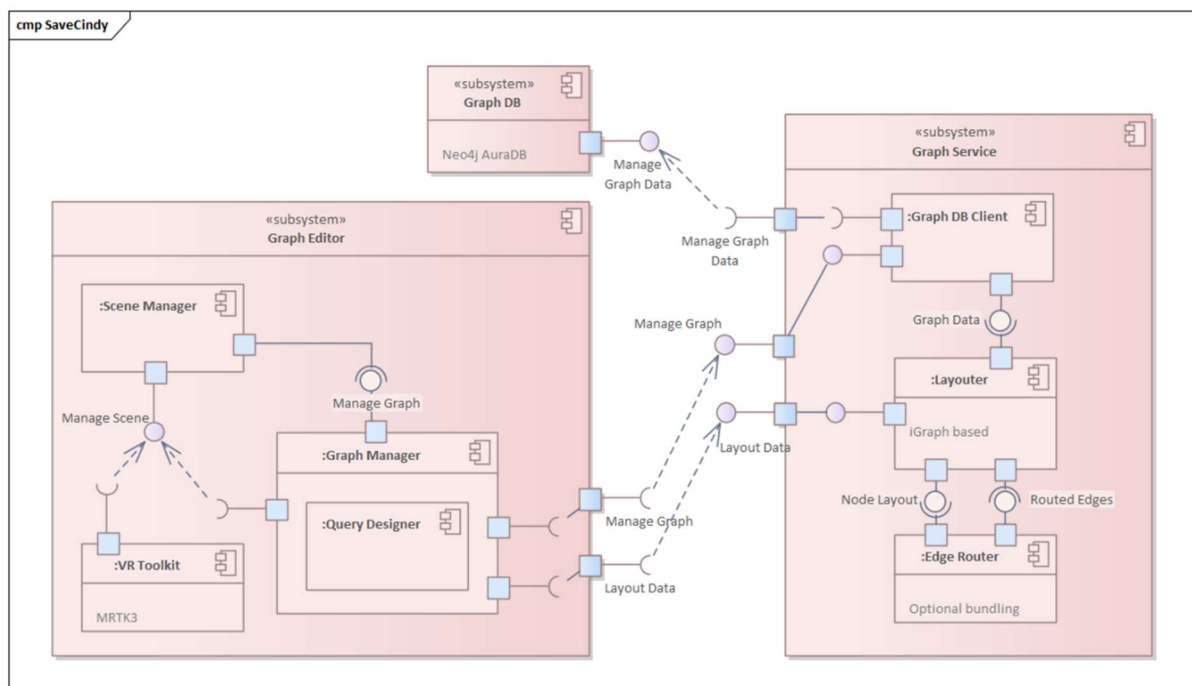 cmp SaveCindy
«subsystem»
Graph DB
Neo4j AuraDB
Manage
Graph Data
«subsystem»
Graph Service
:Graph DB Client
Manage Graph
Data
Graph Data
Manage Graph
:Layouter
iGraph based
Layout Data
Node Layout
Routed Edges
:Edge Router
Optional bundling
«subsystem»
Graph Editor
:Scene Manager
Manage Graph
Manage Scene
:Graph Manager
:Query Designer
Manage Graph
Layout Data
:VR Toolkit
MRTK3